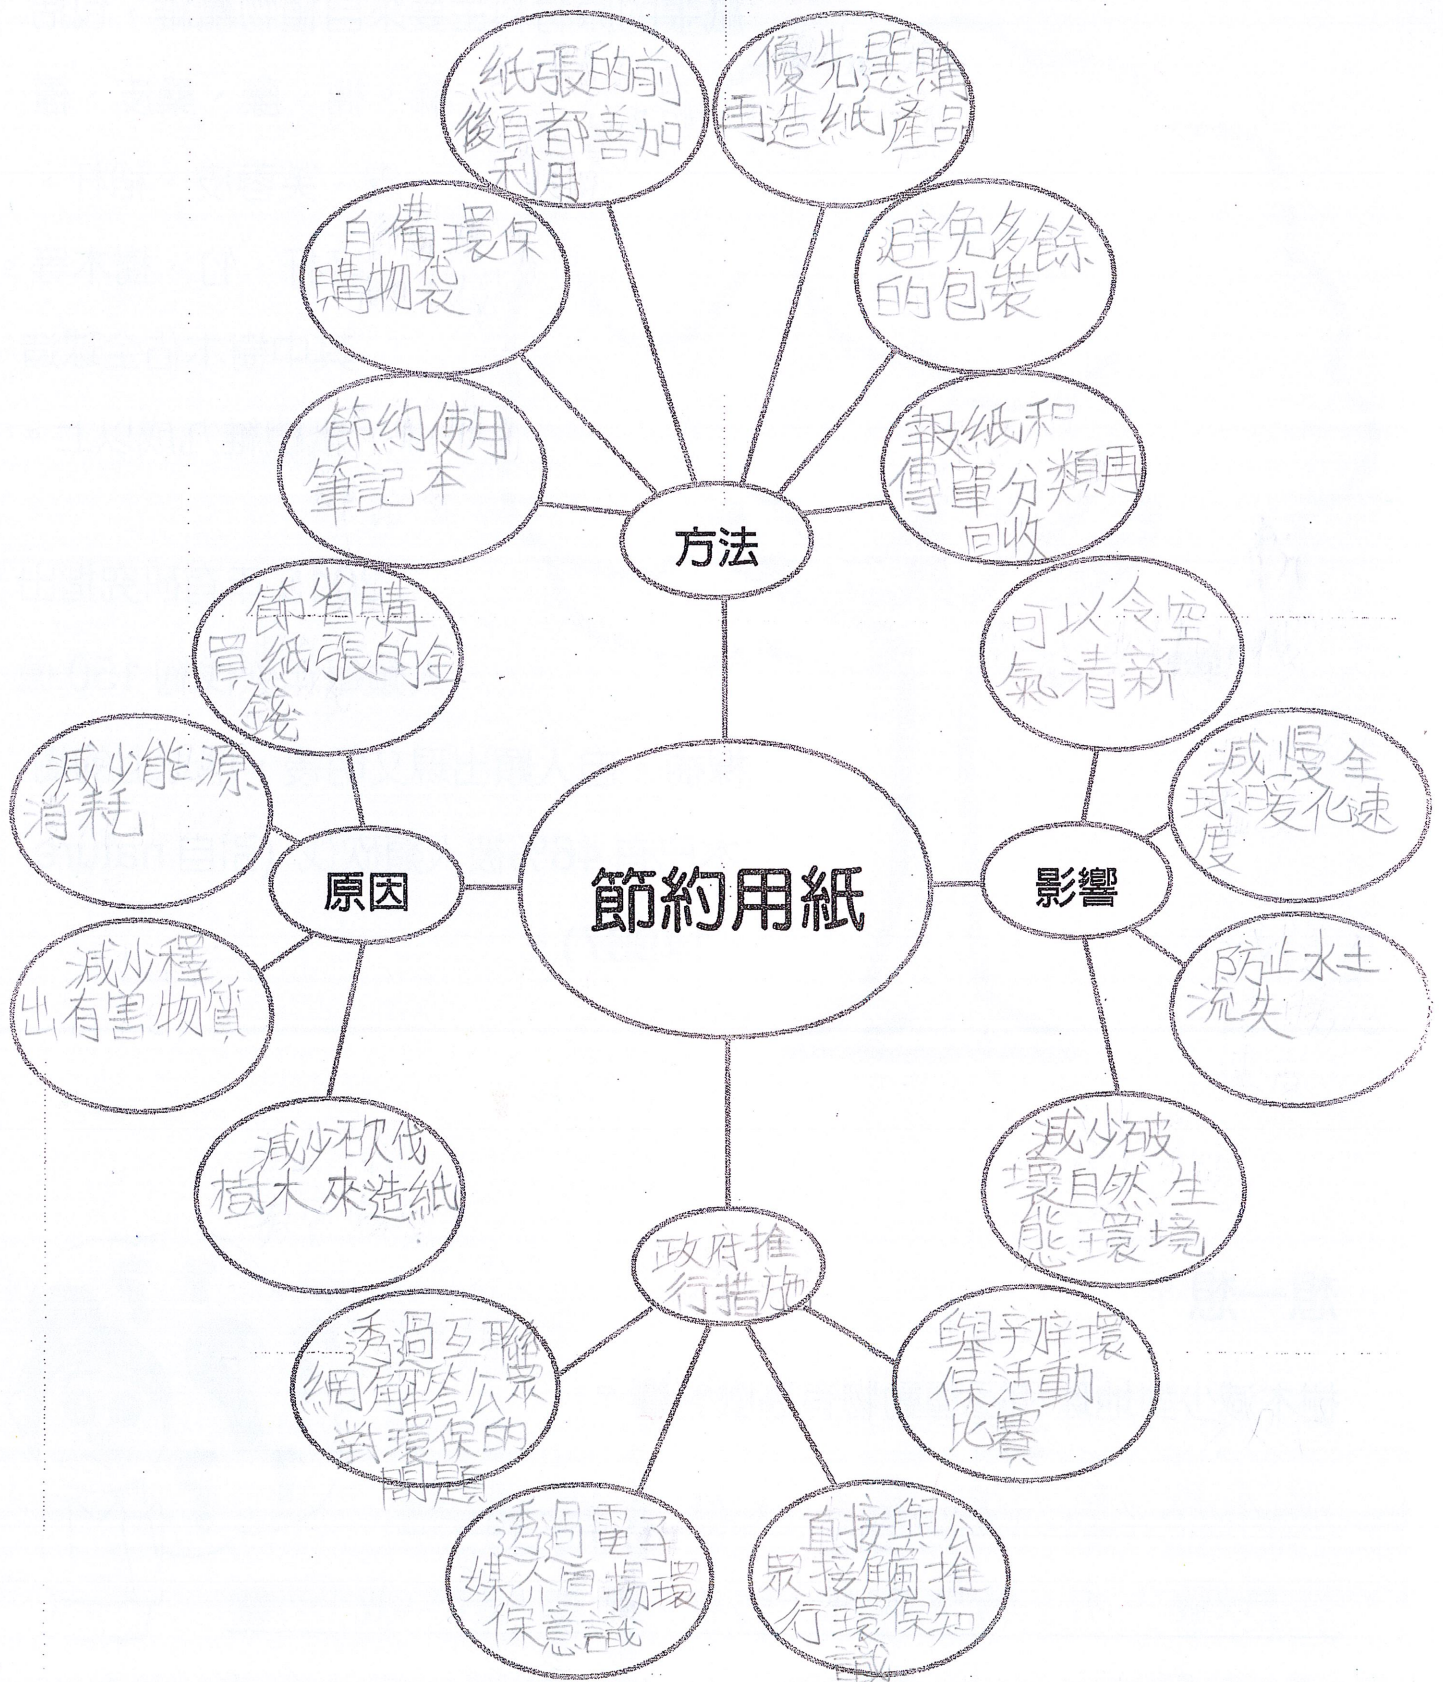 紙張的前
後頁都善加
利用
優先選購
再造紙產品
自備環保
購物袋
避免多餘
的包裝
節約使用
筆記本
報紙和
傳單分類再
回收
方法
節省購
買紙張的金
錢
可以令空
氣清新
減少能源
消耗
減慢全
球暖化速
度
原因
節約用紙
影響
減少釋
出有害物質
防止水土
流失
減少砍伐
樹木來造紙
減少破
壞自然生
態環境
政府推
行措施
透過互聯
網解答公眾
對環保的
問題
舉辦環
保活動
比賽
透過電子
媒介宣揚環
保意識
直接與公
眾接觸推
行環保知
識